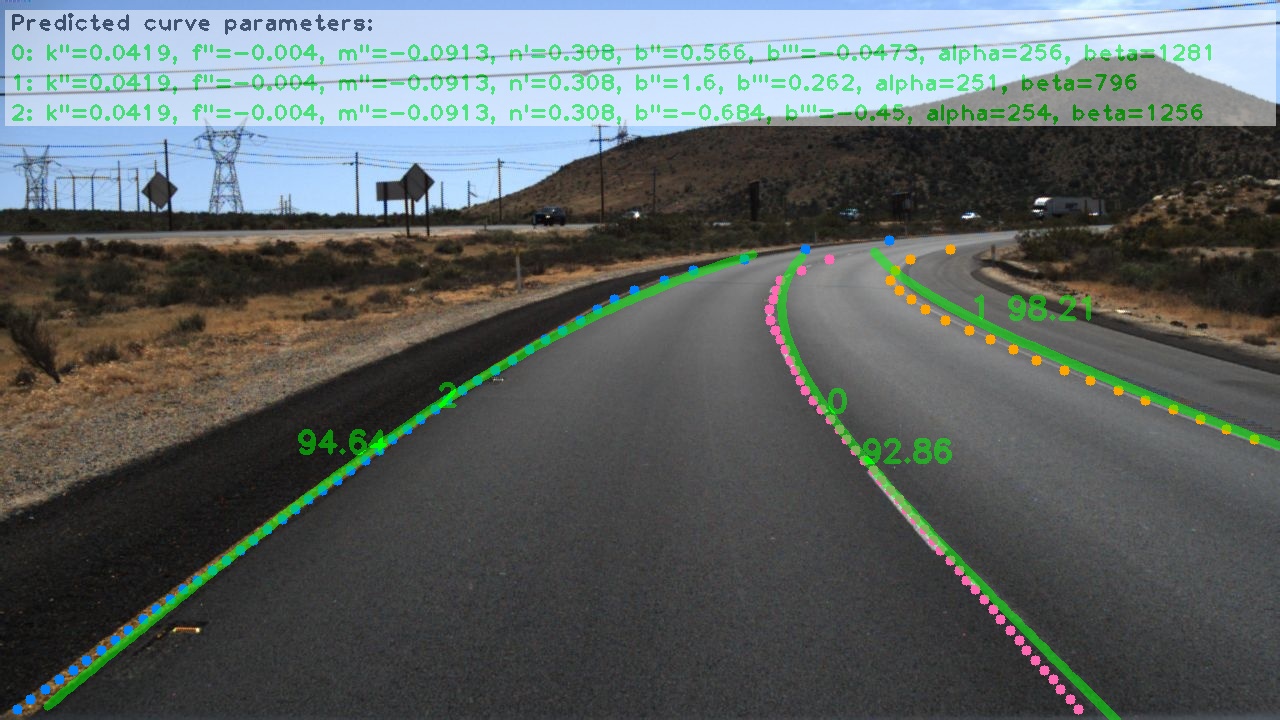 Predicted curve parameters:
0: k''=0.0419, f''=-0.004, m''=-0.0913, n'=0.308, b''=0.566, b'''=-0.0473, alpha=256, beta=1281
1: k''=0.0419, f''=-0.004, m''=-0.0913, n'=0.308, b''=1.6, b'''=0.262, alpha=251, beta=796
2: k''=0.0419, f''=-0.004, m''=-0.0913, n'=0.308, b''=-0.684, b'''=-0.45, alpha=254, beta=1256
1 98.21
2
0
94.64
92.86